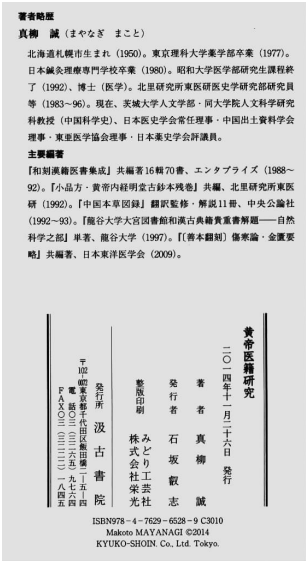 著者略歴
真柳　誠（まやなぎ　まこと）
北海道札幌市生まれ（1950）。東京理科大学薬学部卒業（1977）。
日本鍼灸理療専門学校卒業（1980）。昭和大学医学部研究生課程終
了（1992）、博士（医学）。北里研究所東医研医史学研究部研究員
等（1983〜96）。現在、茨城大学人文学部・同大学院人文科学研究
科教授（中国科学史）、日本医史学会常任理事・中国出土資料学会
理事・東亜医学協会理事・日本薬史学会評議員。
主要編著
『和刻漢籍医書集成』共編著16輯70書、エンタプライズ（1988〜
92）。『小品方・黄帝内経明堂古鈔本残巻』共編、北里研究所東医
研（1992）。『中国本草図録』翻訳監修・解説11冊、中央公論社
（1992〜93）。『龍谷大学大宮図書館和漢古典籍貴重書解題――自然
科学之部』単著、龍谷大学（1997）。『〔善本翻刻〕傷寒論・金匱要
略』共編著、日本東洋医学会（2009）。
黄帝医籍研究
二〇一四年十一月二十六日　発行
著者　真柳　誠
発行者　石坂　叡志
整版印刷　みどり工芸社
株式会社栄光
発行所　汲古書院
〒102-0072東京都千代田区飯田橋二-五-四
電話〇三（三二六五）九七六四
FAX〇三（三二二二）一八四五
ISBN978-4-7629-6528-9 C3010
Makoto MAYANAGI ©2014
KYUKO-SHOIN. Co., Ltd. Tokyo.